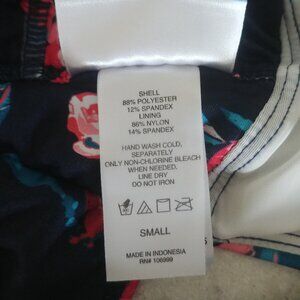 SHELL
88% POLYESTER
12% SPANDEX
LINING
86% NYLON
14% SPANDEX
HAND WASH COLD,
SEPARATELY
ONLY NON-CHLORINE BLEACH
WHEN NEEDED.
LINE DRY
DO NOT IRON
SMALL
MADE IN INDONESIA
RN# 106999